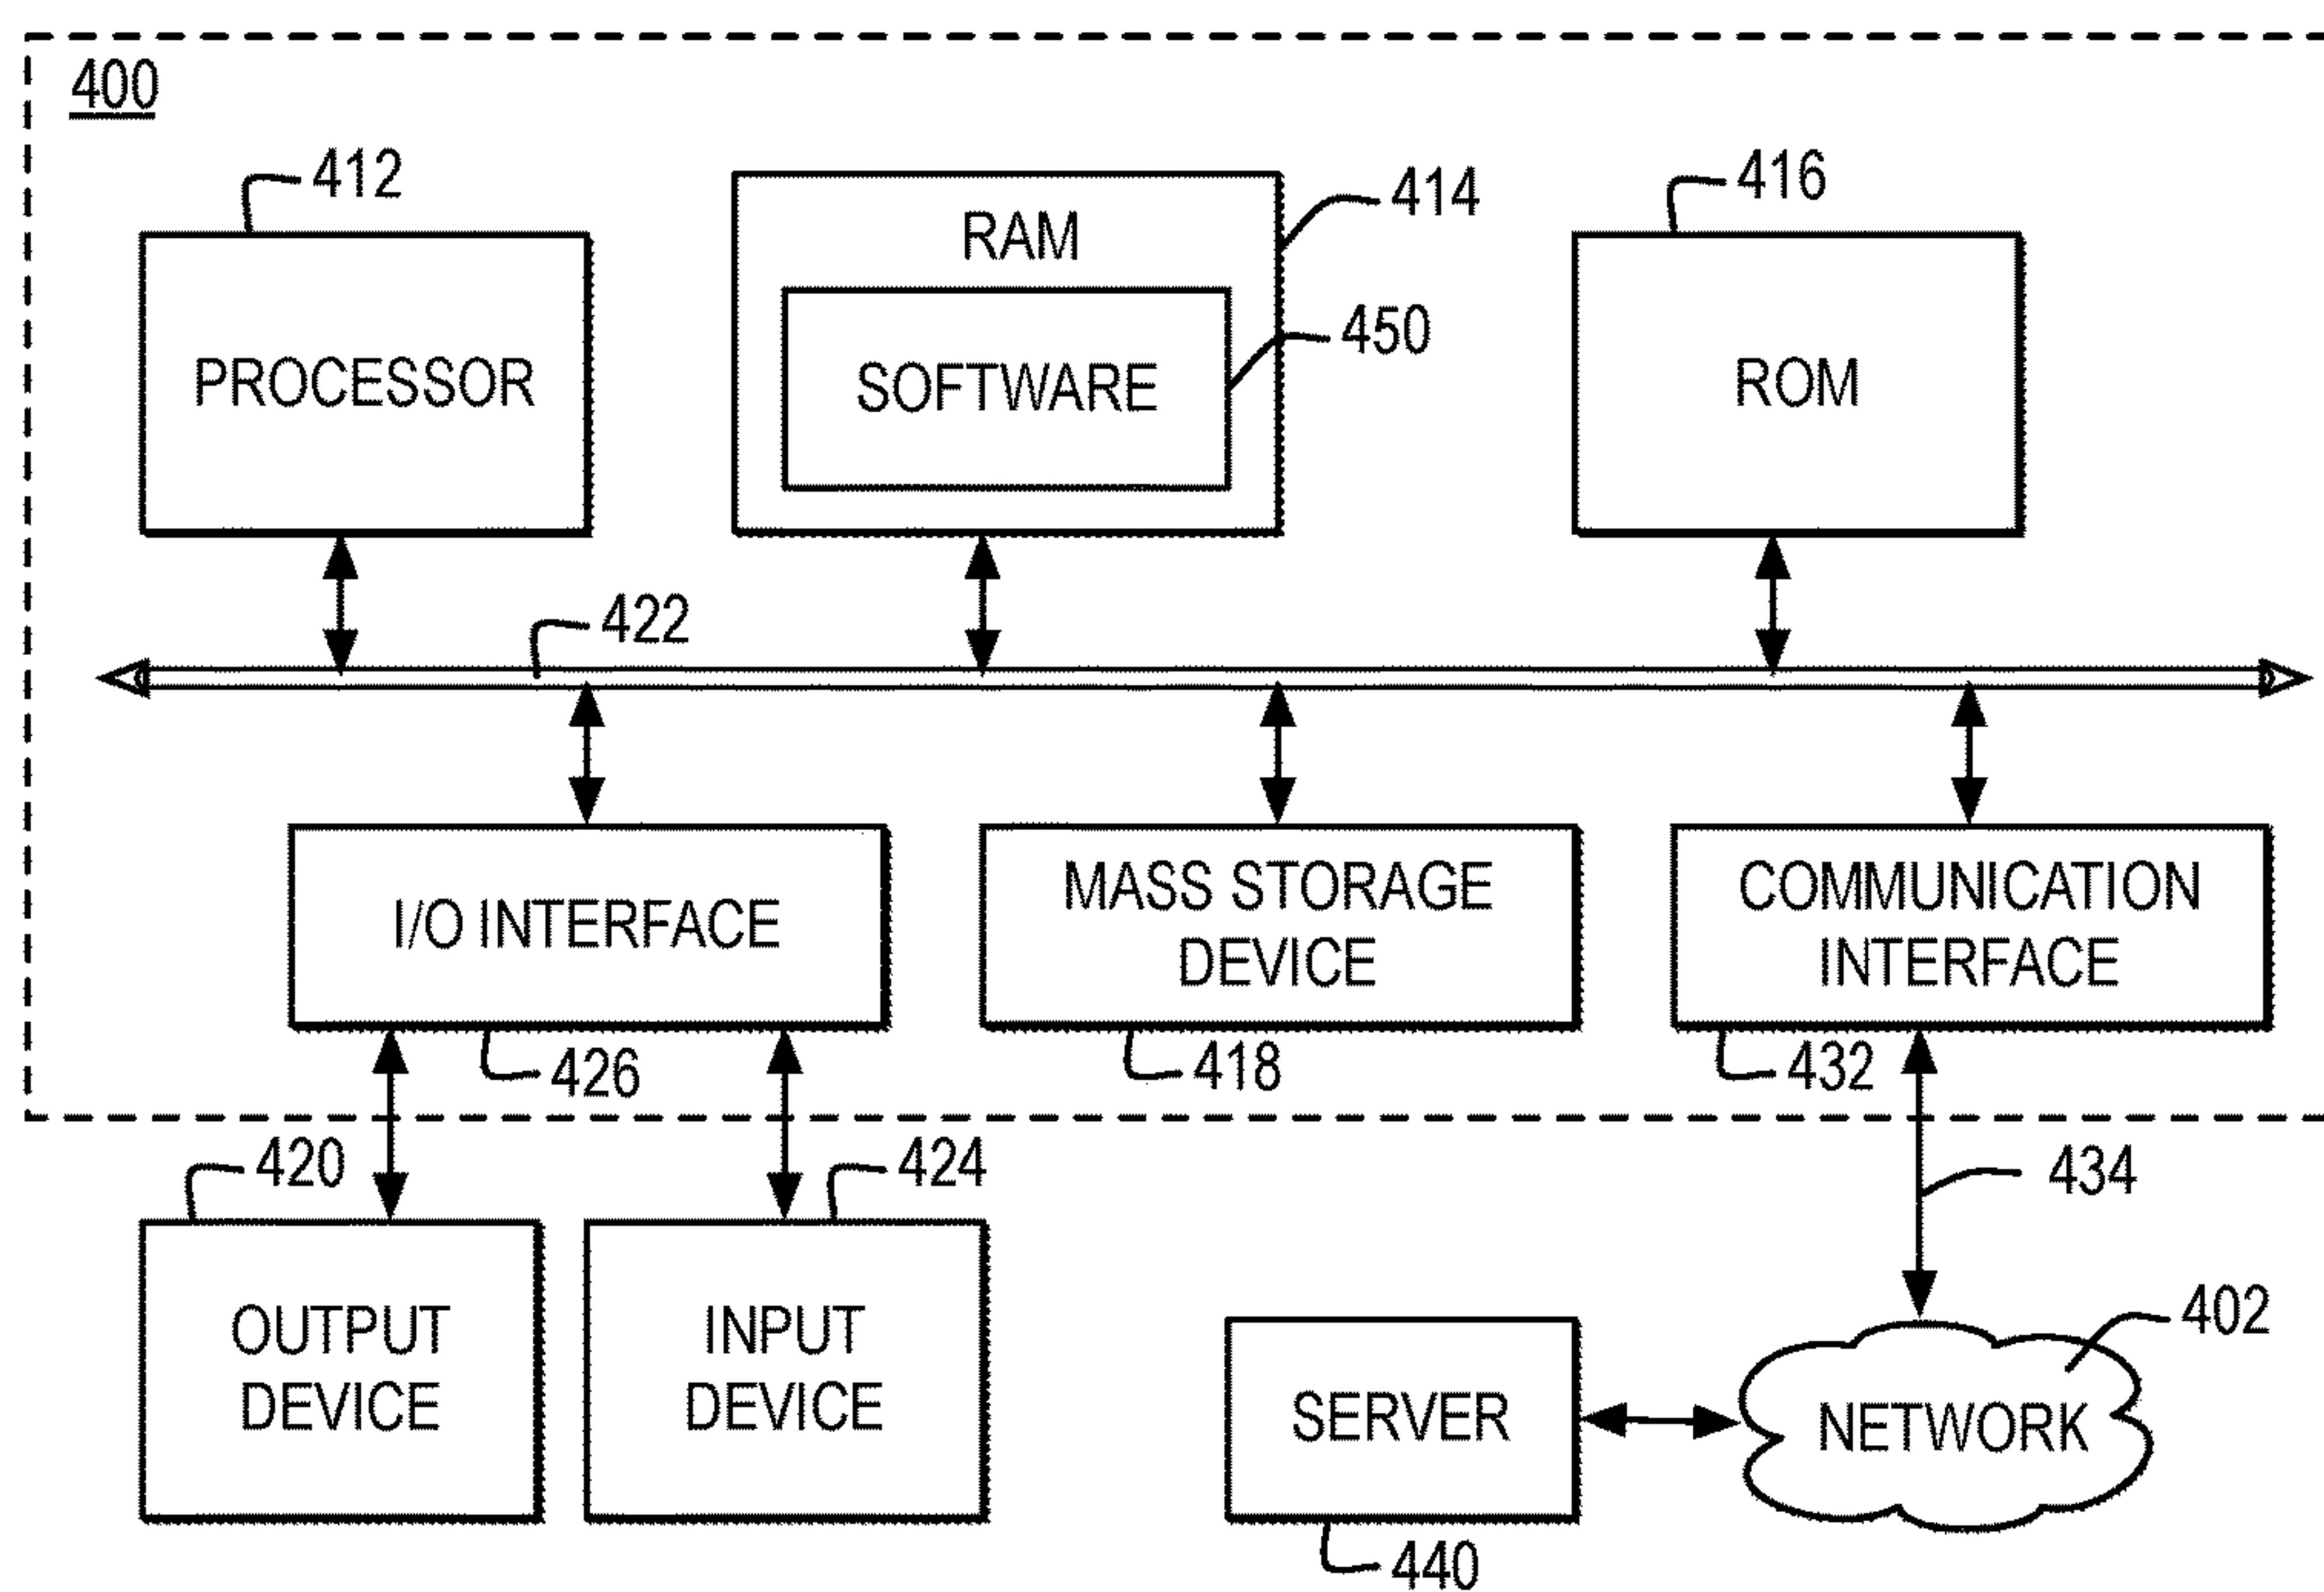 400
412
414
416
RAM
450
PROCESSOR
SOFTWARE
ROM
422
I/O INTERFACE
MASS STORAGE
DEVICE
COMMUNICATION
INTERFACE
426
418
432
420
424
434
OUTPUT
DEVICE
INPUT
DEVICE
402
SERVER
NETWORK
440